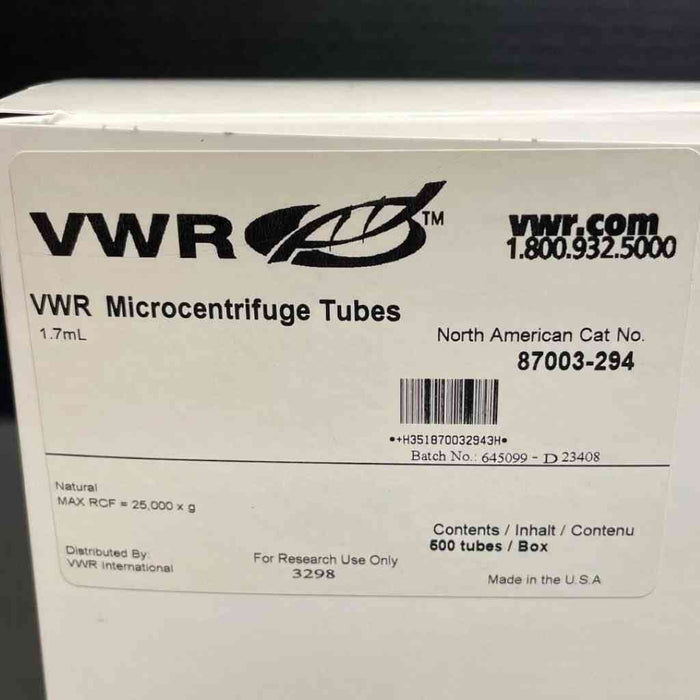 VWR TM
vwr.com
1.800.932.5000
VWR Microcentrifuge Tubes
1.7mL
North American Cat No.
87003-294
•+H351870032943H•
Batch No.: 645099 - D 23408
Natural
MAX RCF = 25,000 x g
Contents / Inhalt / Contenu
500 tubes / Box
Distributed By:
VWR International
For Research Use Only
3298
Made in the U.S.A